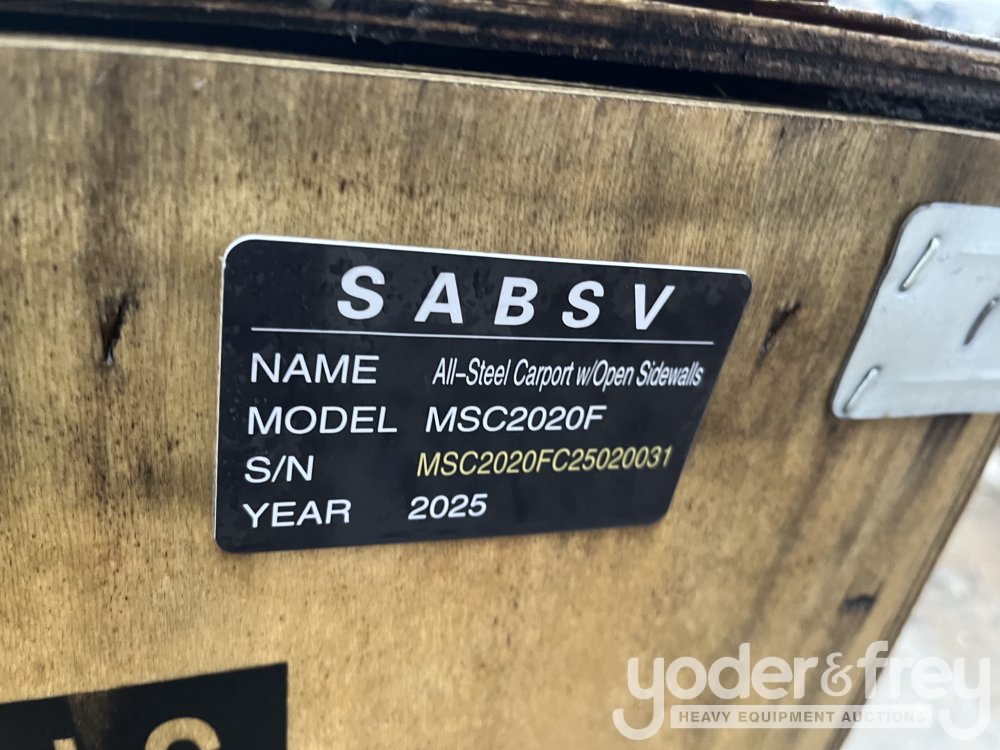 SABSV
NAME All-Steel Carport w/Open Sidewalls
MODEL MSC2020F
S/N MSC2020FC25020031
YEAR 2025
yoder&frey
HEAVY EQUIPMENT AUCTIONS